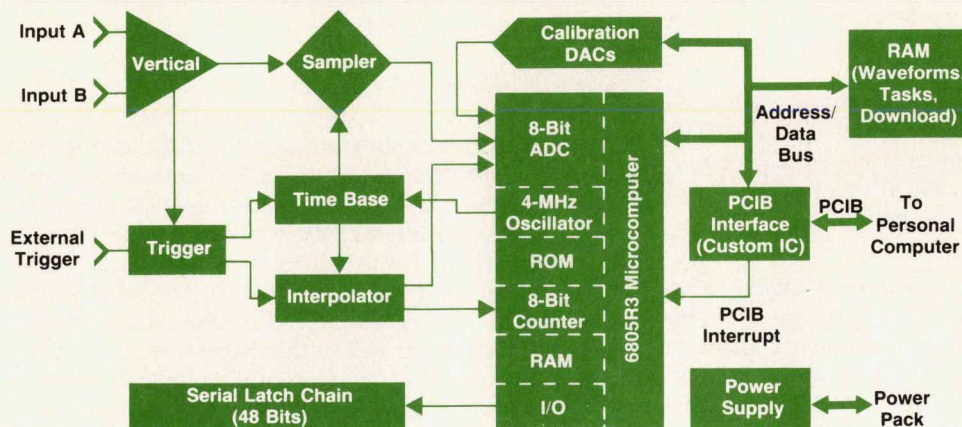 Input A
Input B
Vertical
Sampler
Calibration
DACs
RAM
(Waveforms,
Tasks,
Download)
Address/
Data
Bus
8-Bit
ADC
4-MHz
Oscillator
ROM
8-Bit
Counter
RAM
I/O
6805R3 Microcomputer
Time Base
External
Trigger
Trigger
Interpolator
PCIB
Interface
(Custom IC)
PCIB
To
Personal
Computer
PCIB
Interrupt
Serial Latch Chain
(48 Bits)
Power
Supply
Power
Pack